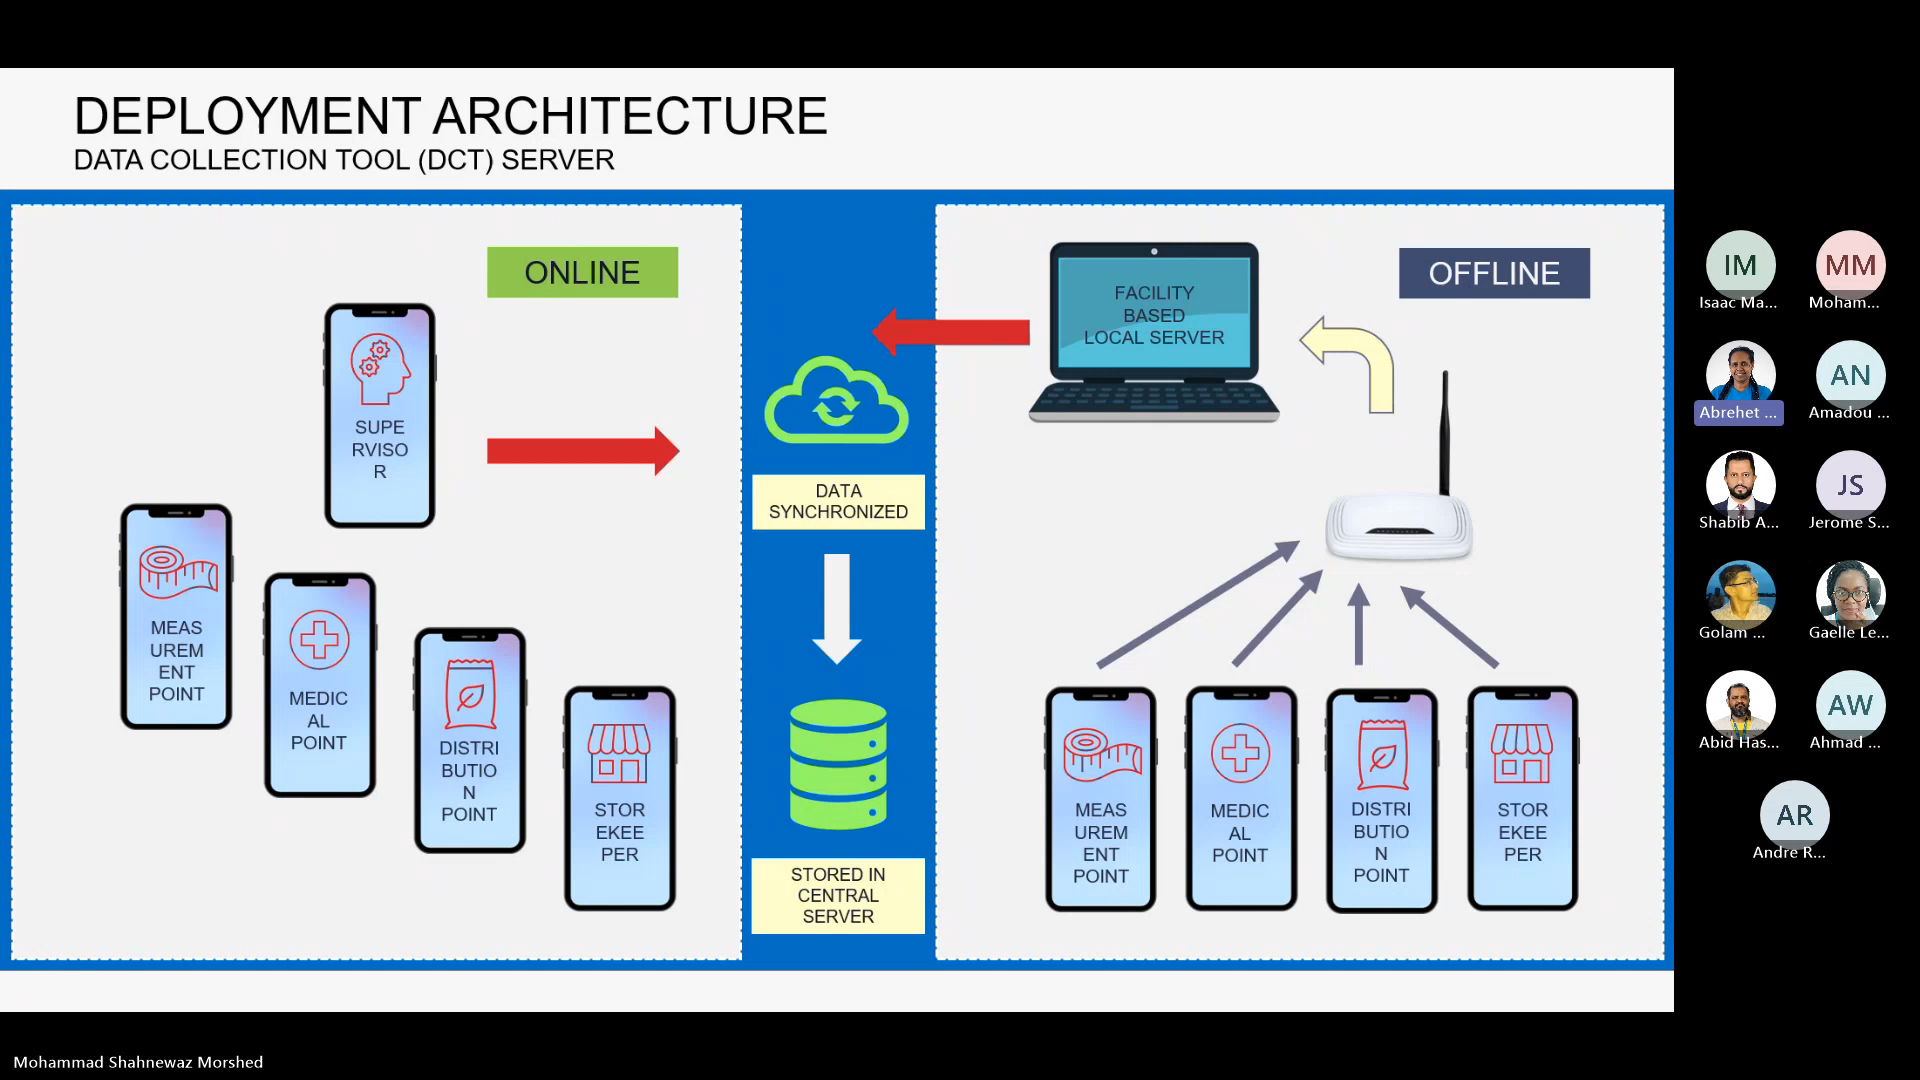 DEPLOYMENT ARCHITECTURE
DATA COLLECTION TOOL (DCT) SERVER
ONLINE
SUPE
RVISO
R
MEAS
UREM
ENT
POINT
MEDIC
AL
POINT
DISTRI
BUTIO
N
POINT
STOR
EKEE
PER
DATA
SYNCHRONIZED
STORED IN
CENTRAL
SERVER
FACILITY
BASED
LOCAL SERVER
OFFLINE
MEAS
UREM
ENT
POINT
MEDIC
AL
POINT
DISTRI
BUTIO
N
POINT
STOR
EKEE
PER
IM
Isaac Ma...
MM
Moham...
Abrehet ...
AN
Amadou ...
Shabib A...
JS
Jerome S...
Golam ...
Gaelle Le...
Abid Has...
AW
Ahmad ...
AR
Andre R...
Mohammad Shahnewaz Morshed